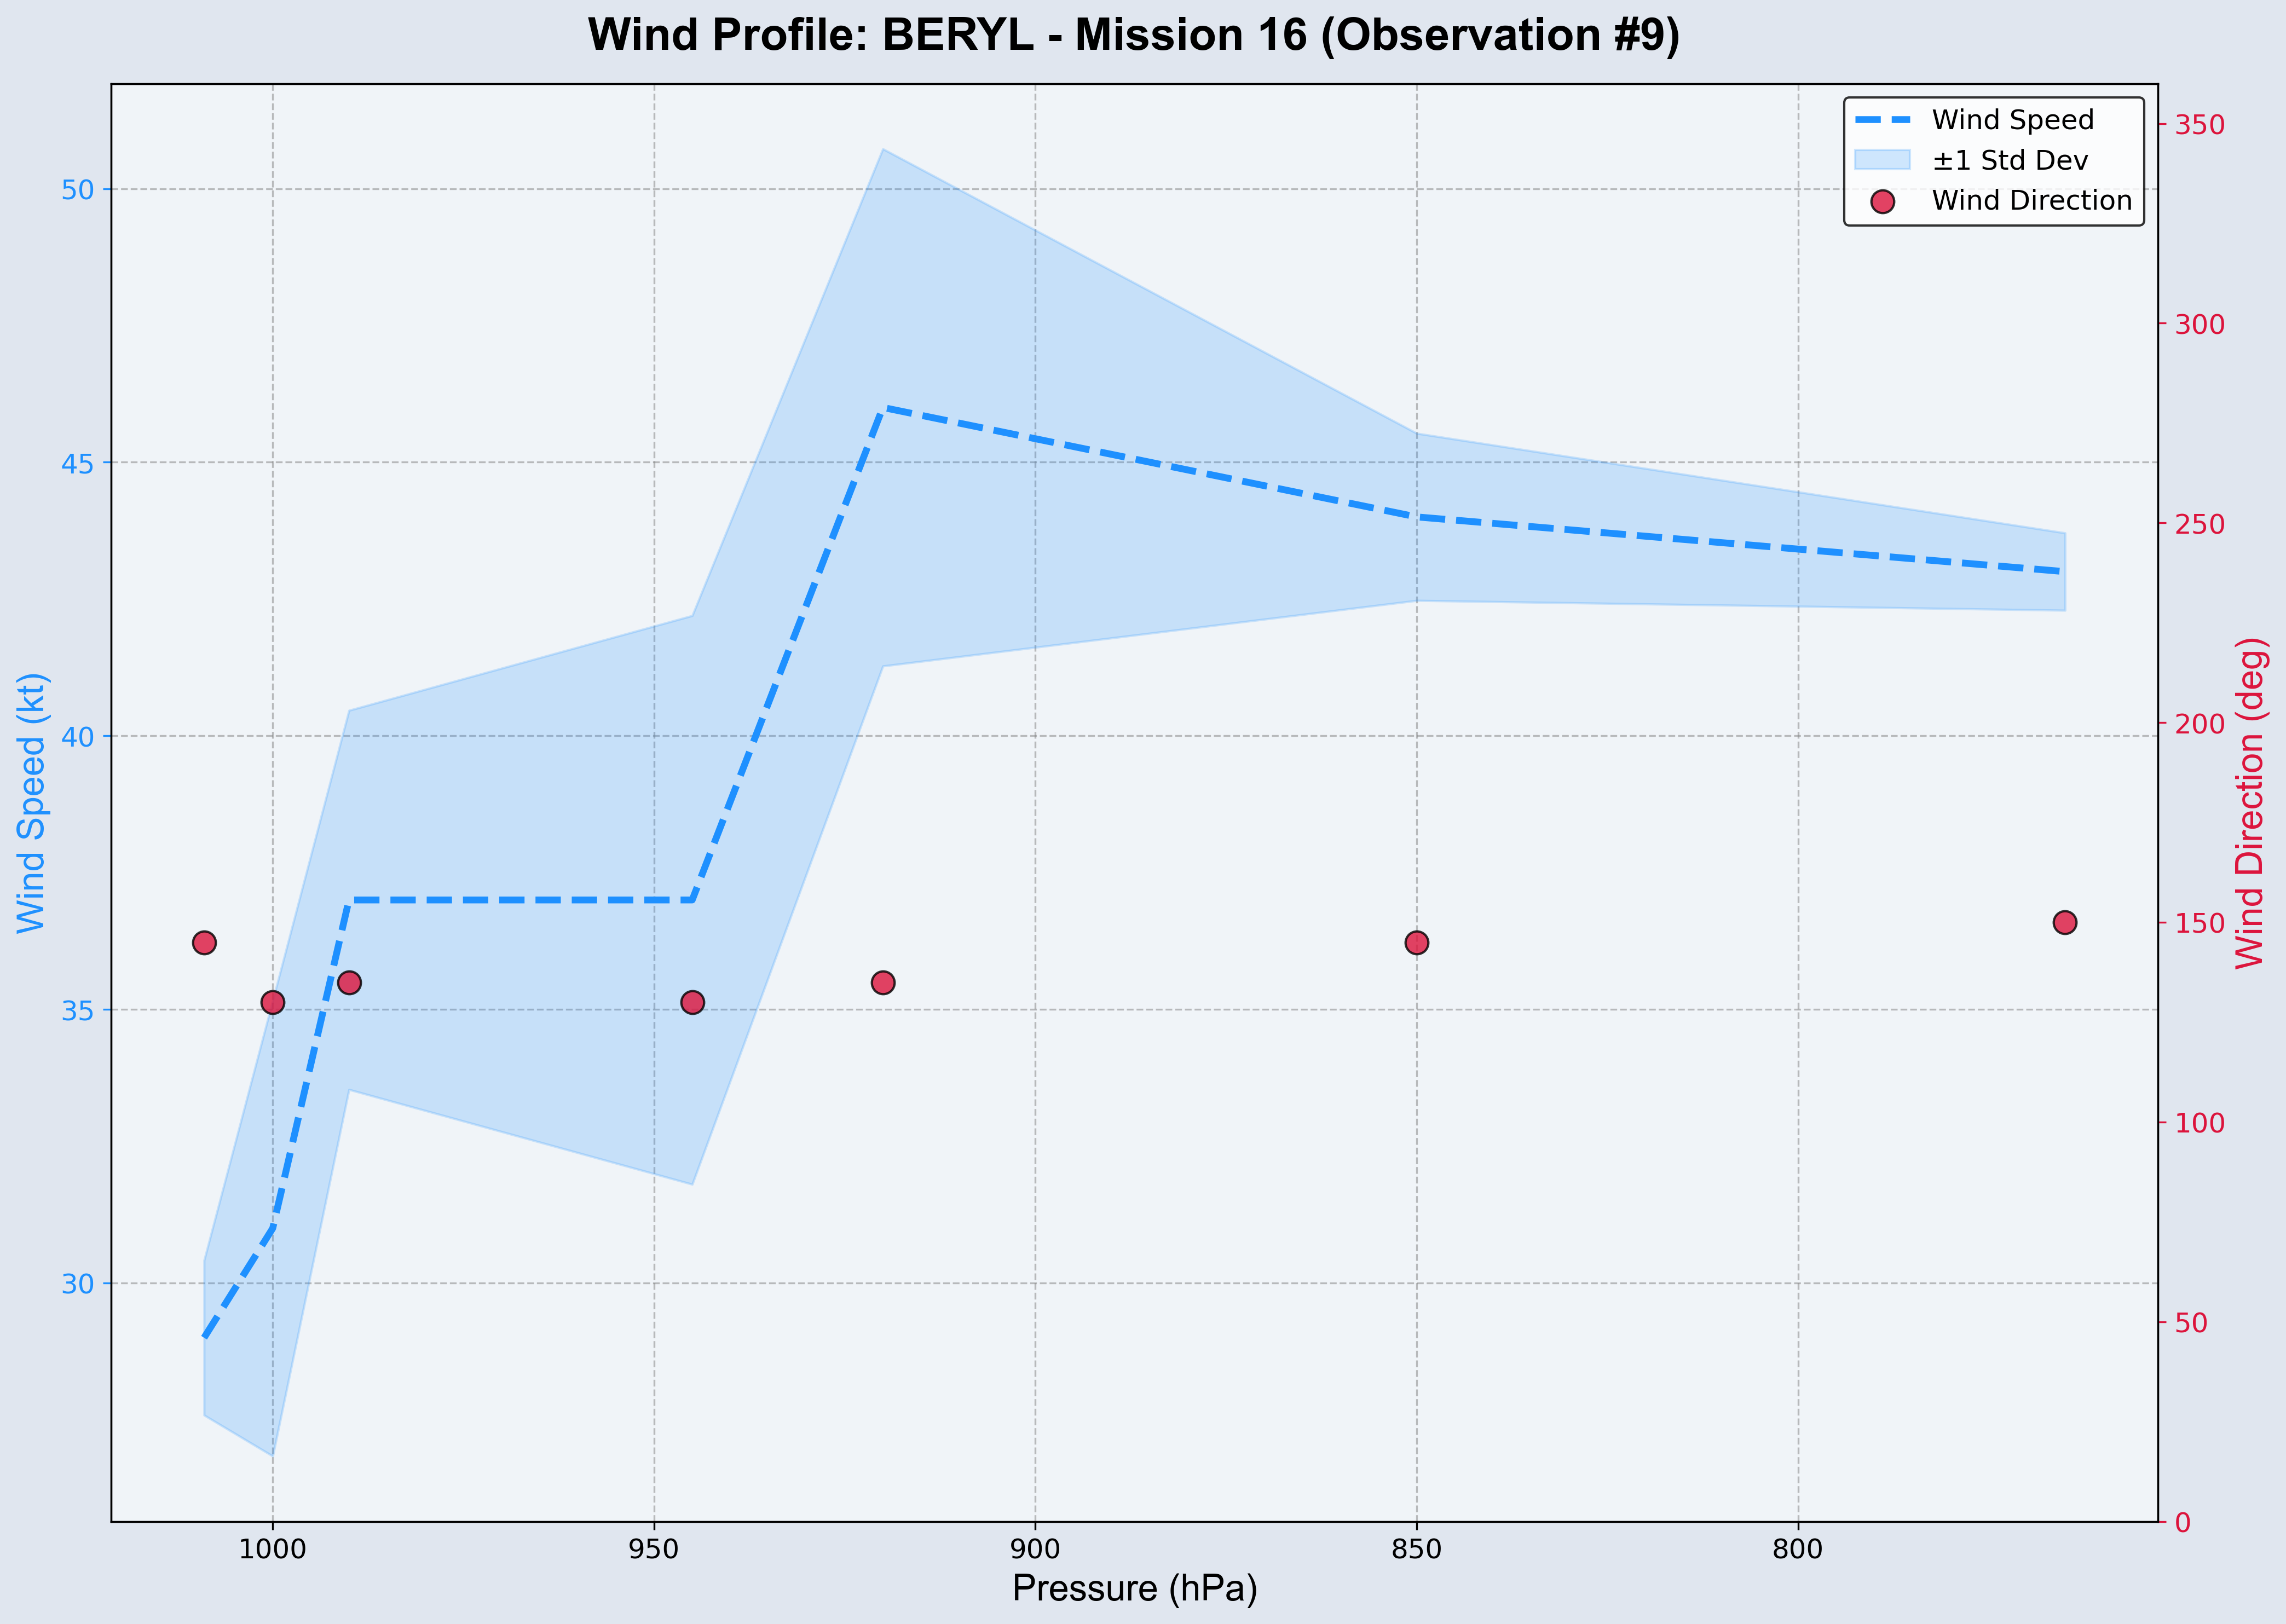 Wind Profile: BERYL - Mission 16 (Observation #9)
Wind Speed
±1 Std Dev
Wind Direction
Wind Speed (kt)
50
45
40
35
30
350
300
250
200
150
100
50
0
Wind Direction (deg)
1000 950 900 850 800
Pressure (hPa)